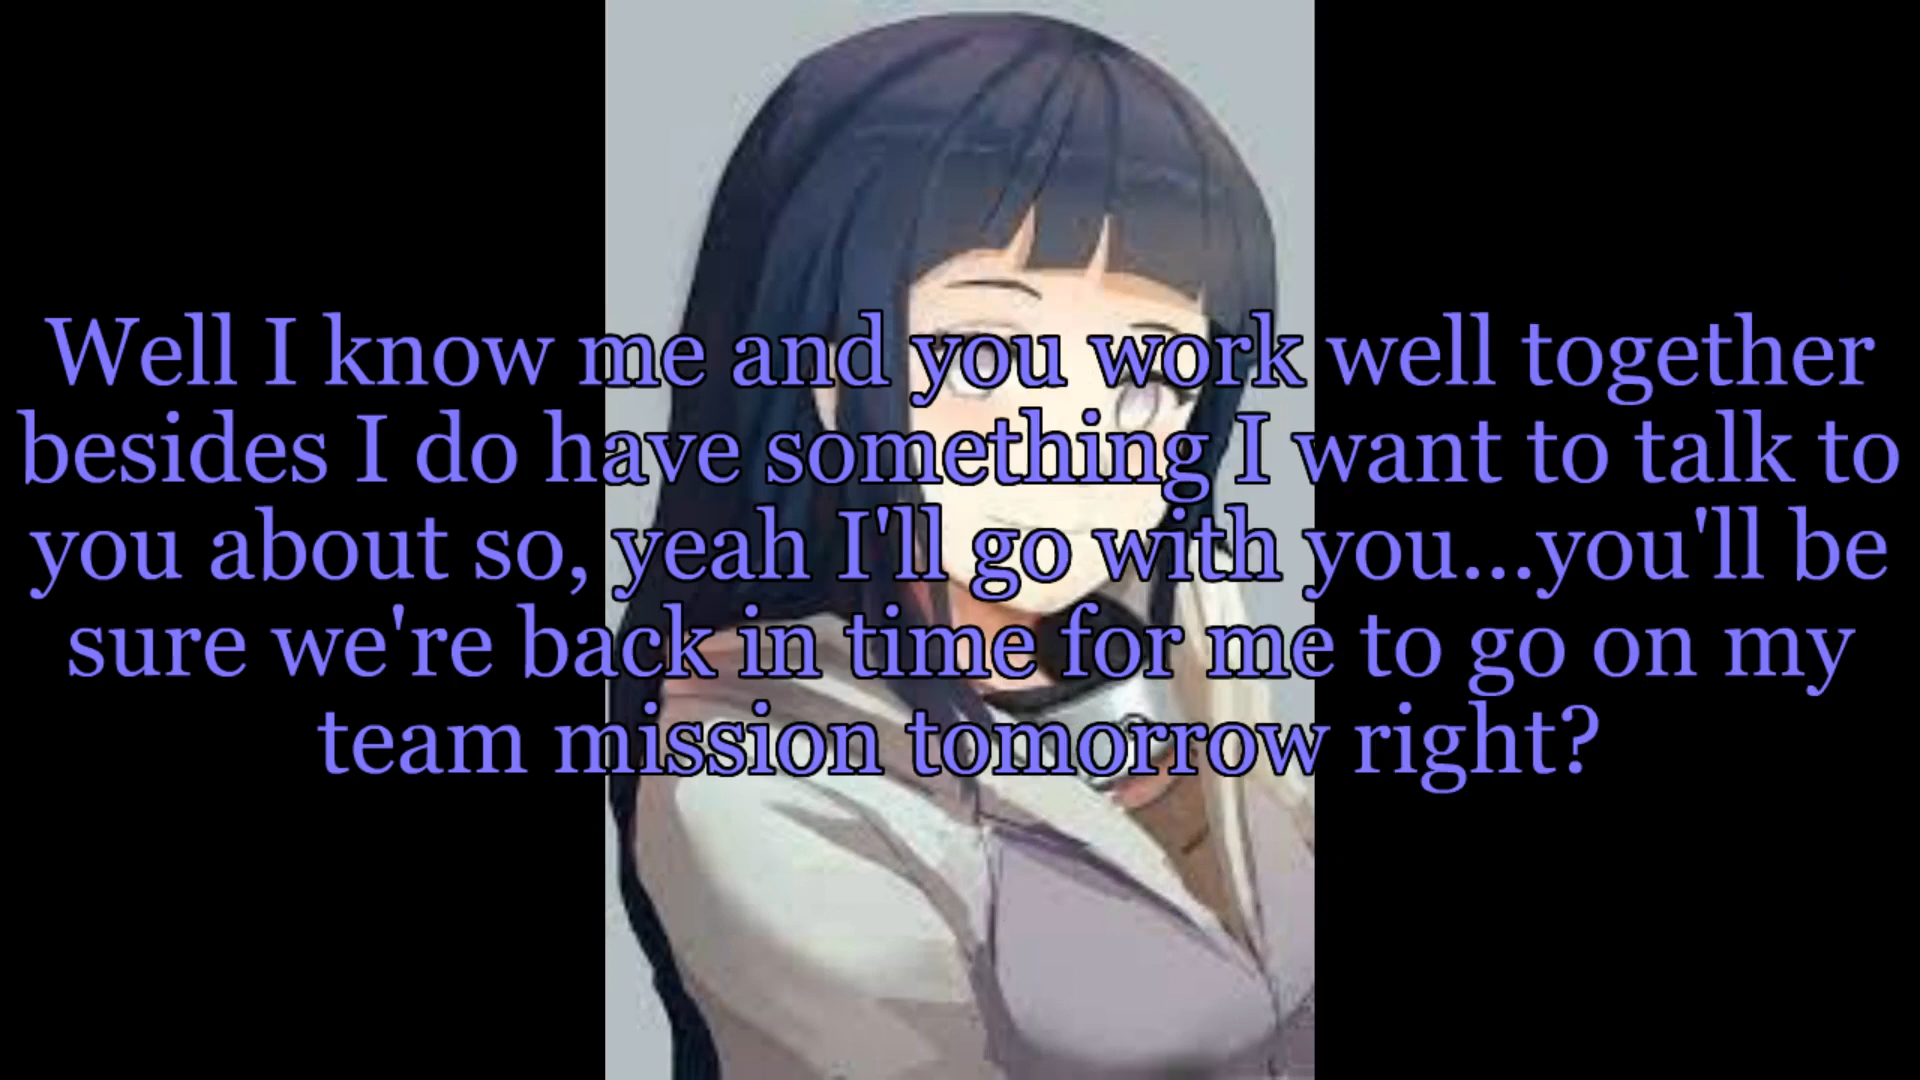 Well I know me and you work well together
besides I do have something I want to talk to
you about so, yeah I'll go with you...you'll be
sure we're back in time for me to go on my
team mission tomorrow right?